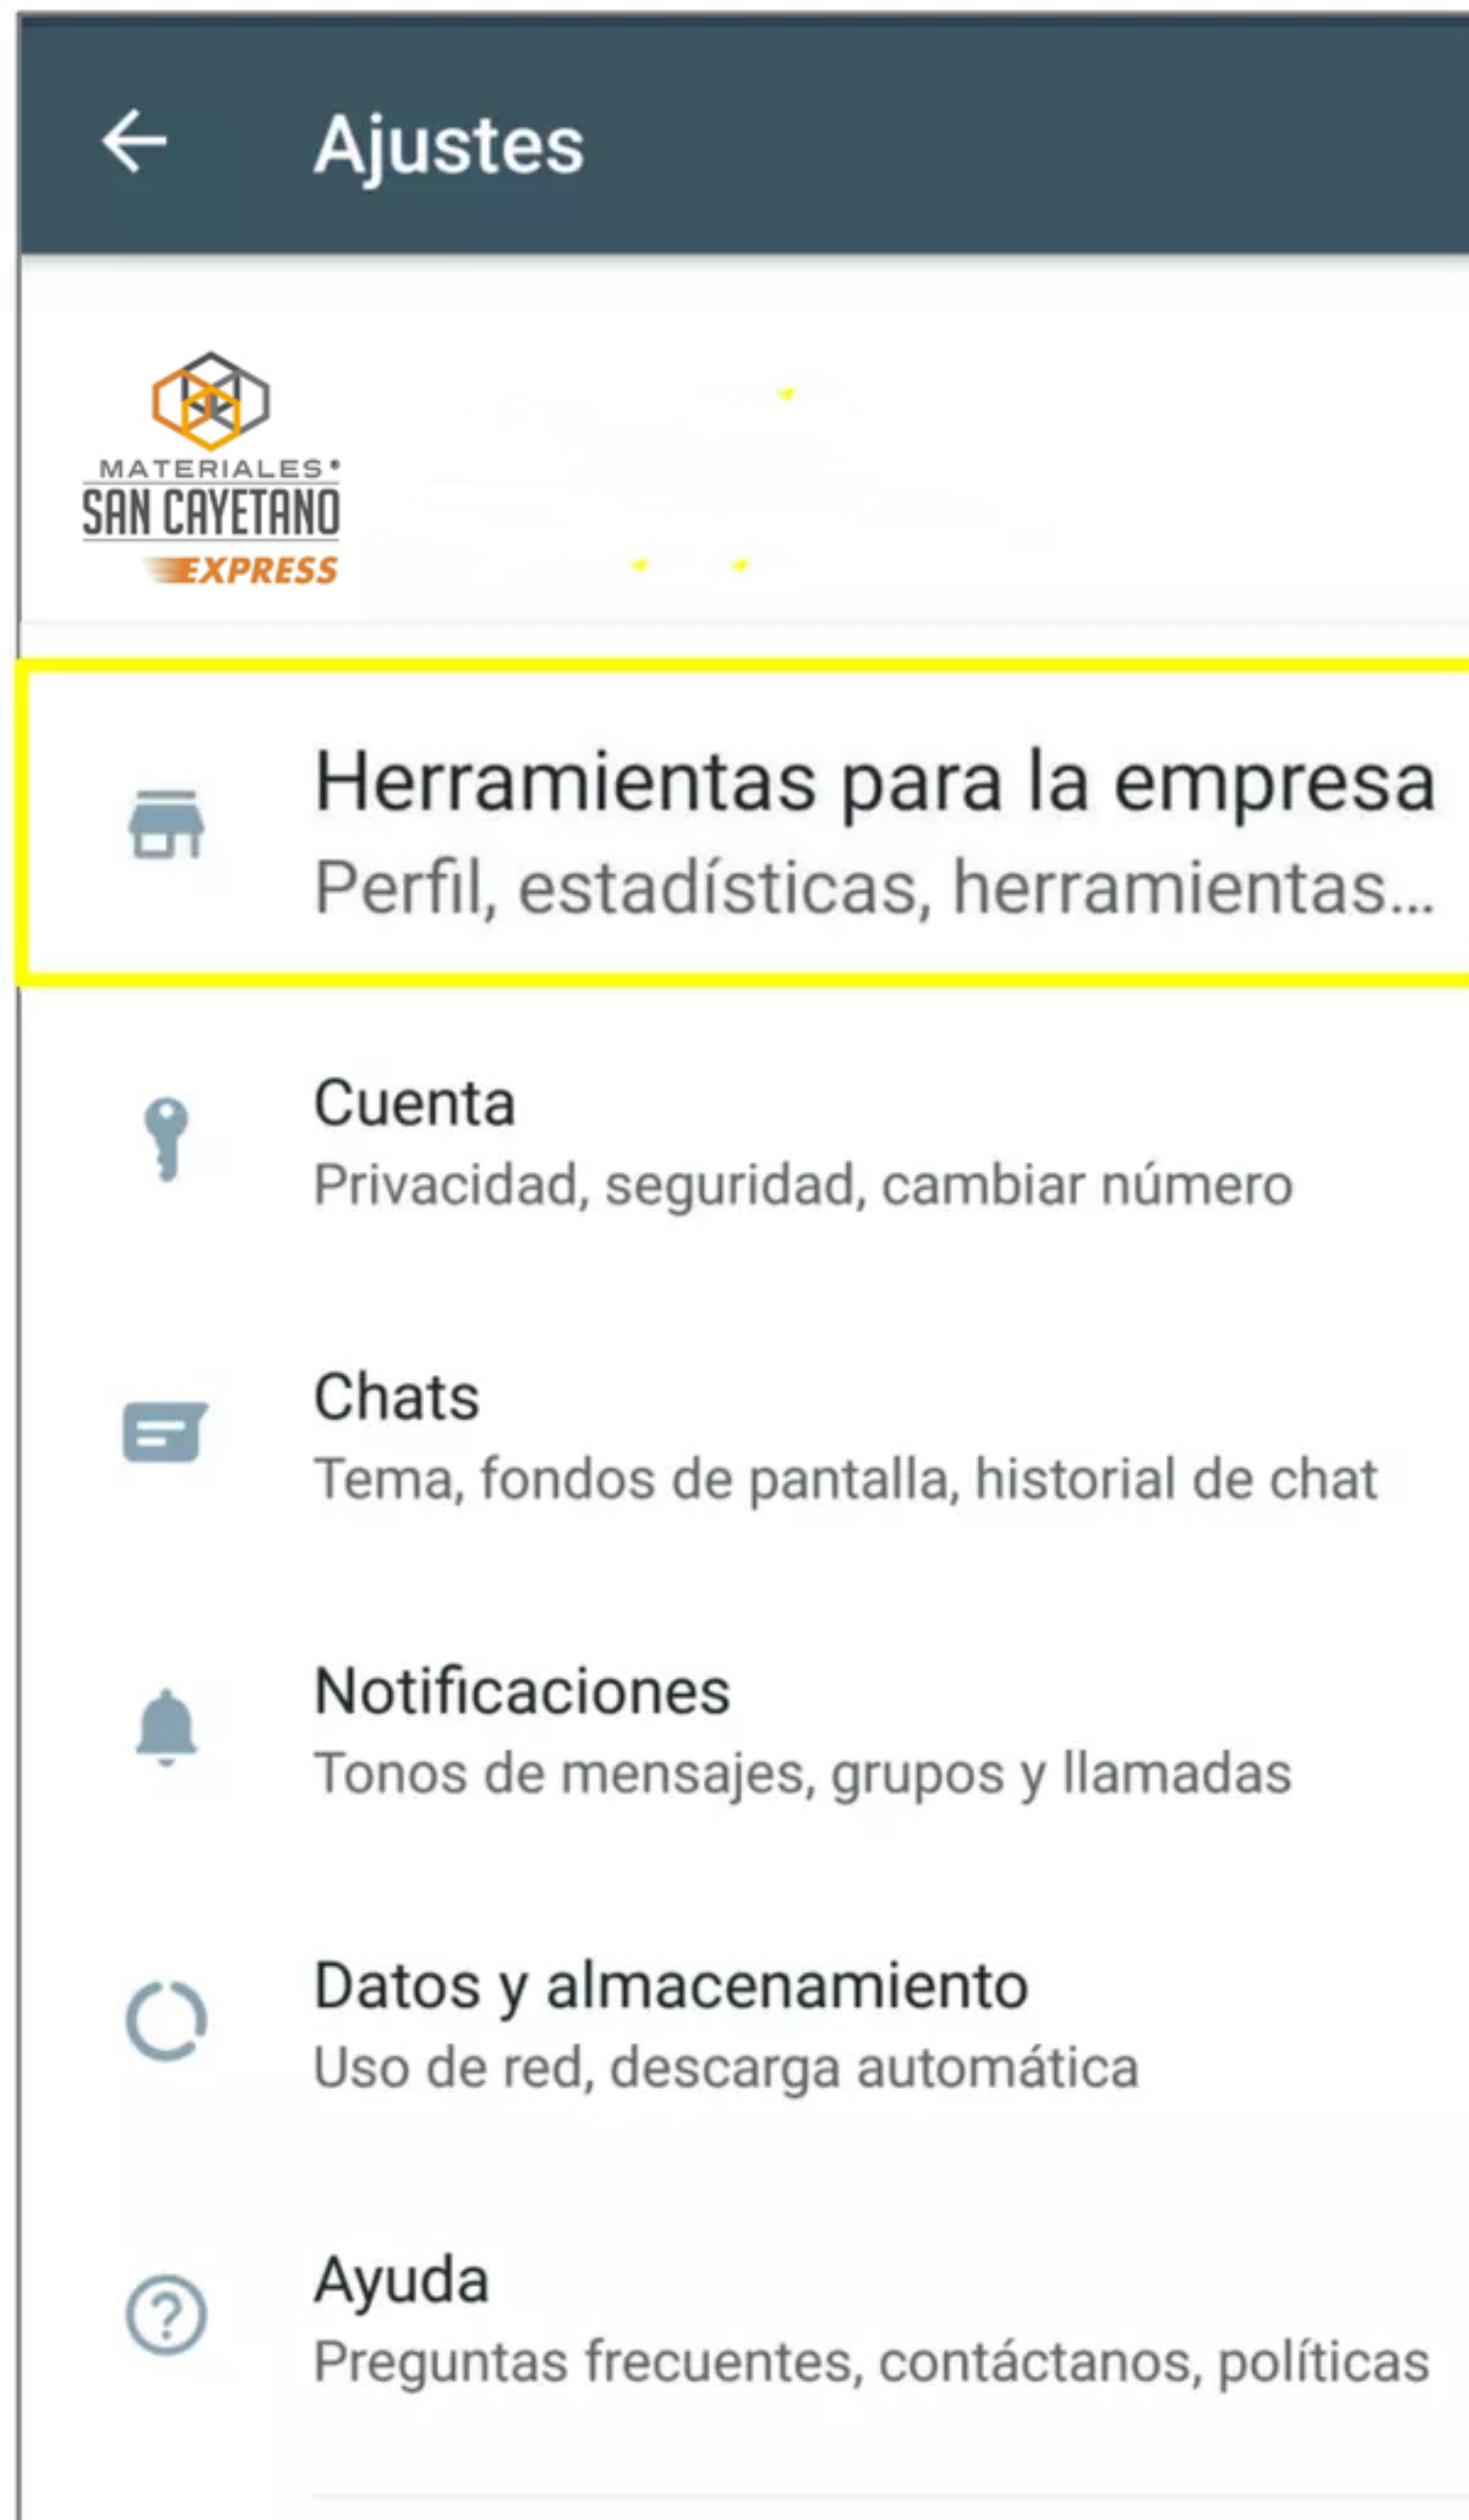 Ajustes
MATERIALES
SAN CAYETANO
EXPRESS
Herramientas para la empresa
Perfil, estadísticas, herramientas...
Cuenta
Privacidad, seguridad, cambiar número
Chats
Tema, fondos de pantalla, historial de chat
Notificaciones
Tonos de mensajes, grupos y llamadas
Datos y almacenamiento
Uso de red, descarga automática
Ayuda
Preguntas frecuentes, contáctanos, políticas